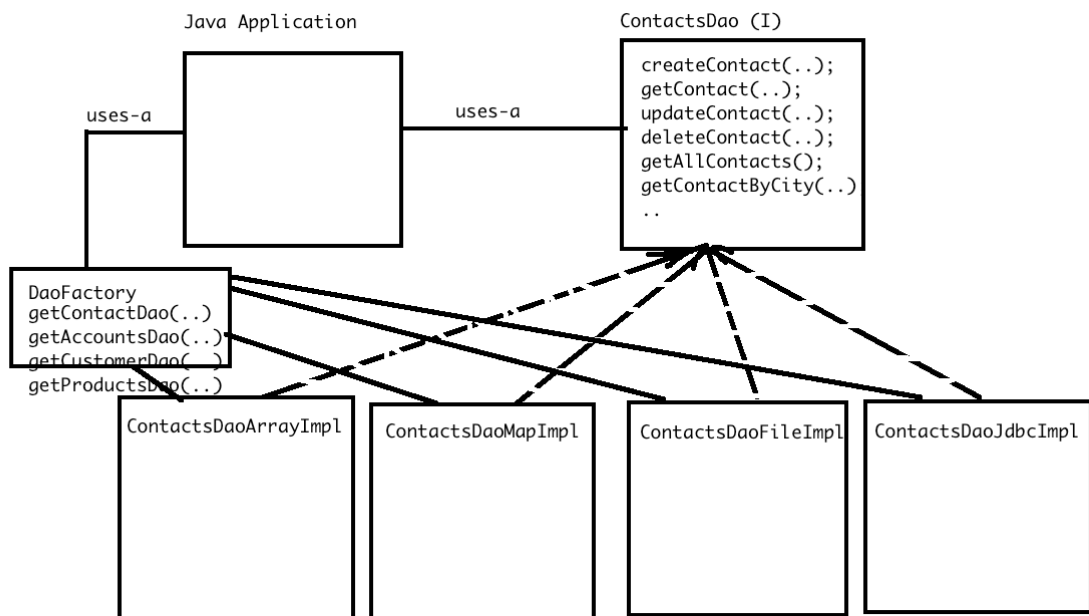 Java Application
ContactsDao (I)
createContact(..);
getContact(..);
updateContact(..);
deleteContact(..);
getAllContacts();
getContactByCity(..)
..
uses-a
uses-a
DaoFactory
getContactDao(..)
getAccountsDao(..)
getCustomerDao(..)
getProductsDao(..)
ContactsDaoArrayImpl
ContactsDaoMapImpl
ContactsDaoFileImpl
ContactsDaoJdbcImpl